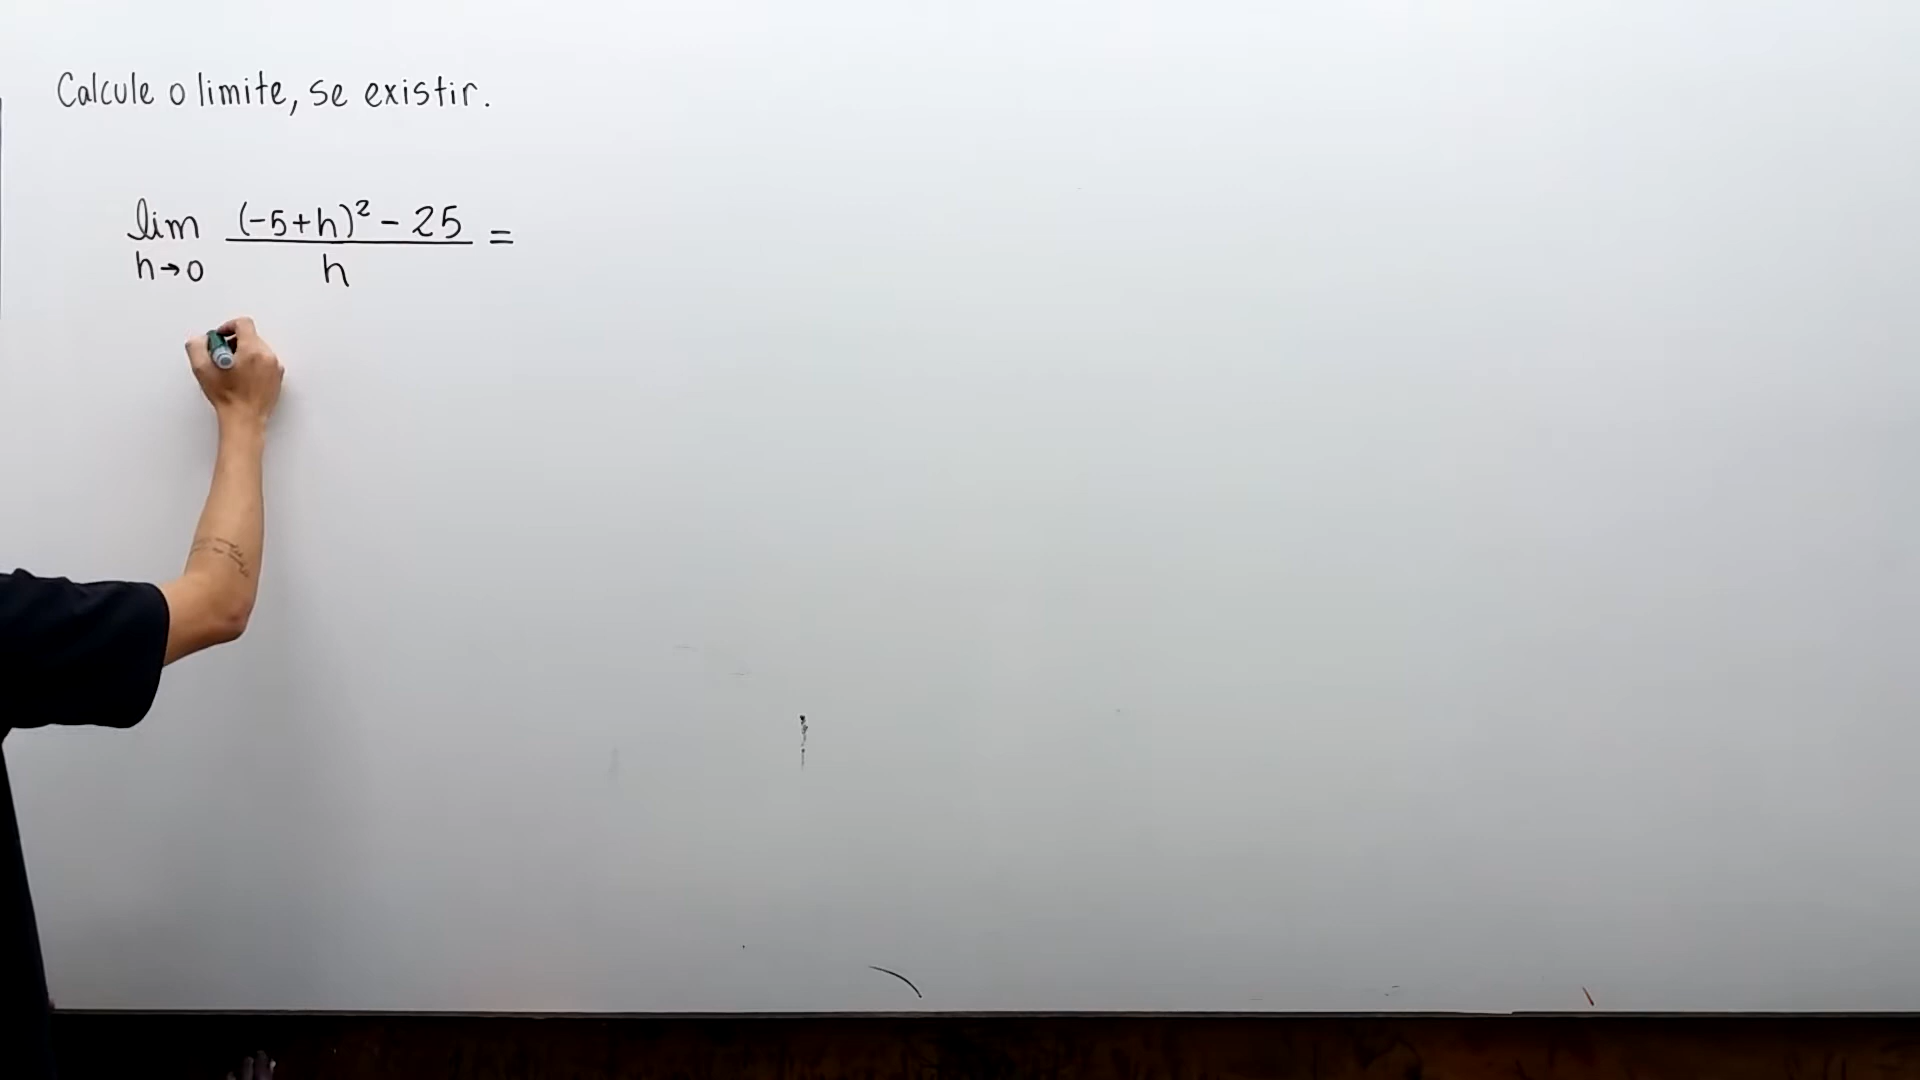 Calcule o limite, se existir.
lim h→0 (-5+h)² - 25 / h =